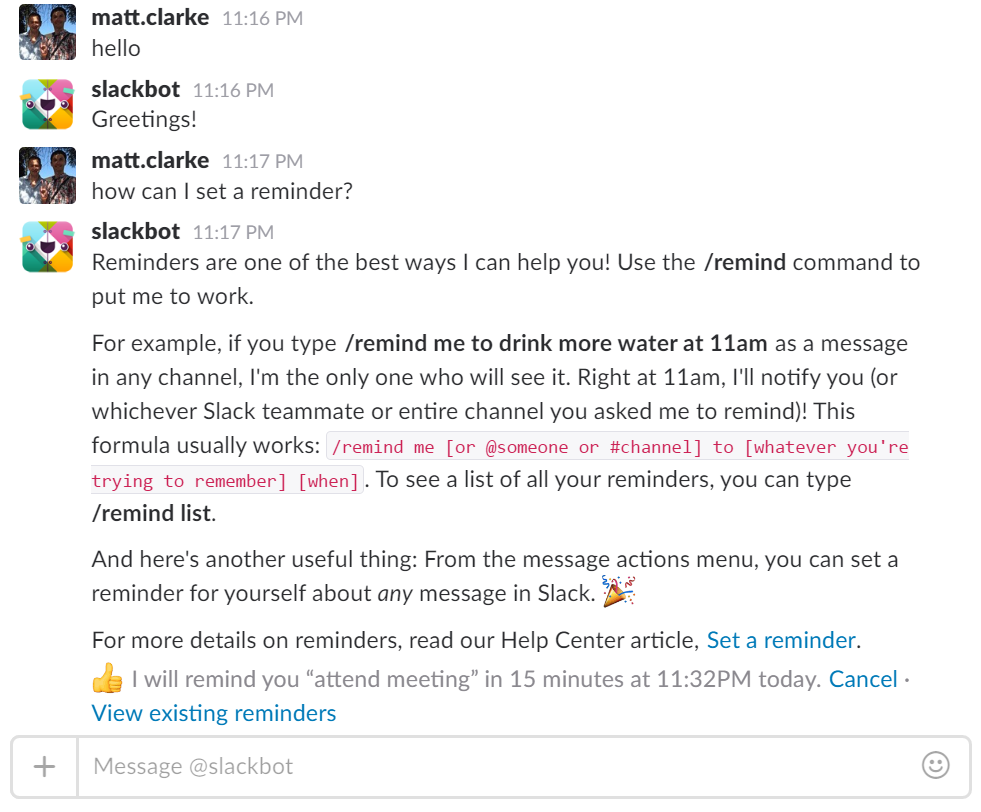 matt.clarke 11:16 PM
hello
slackbot 11:16 PM
Greetings!
matt.clarke 11:17 PM
how can I set a reminder?
slackbot 11:17 PM
Reminders are one of the best ways I can help you! Use the /remind command to
put me to work.
For example, if you type /remind me to drink more water at 11am as a message
in any channel, I'm the only one who will see it. Right at 11am, I'll notify you (or
whichever Slack teammate or entire channel you asked me to remind)! This
formula usually works: /remind me [or @someone or #channel] to [whatever you're
trying to remember] [when]. To see a list of all your reminders, you can type
/remind list.
And here's another useful thing: From the message actions menu, you can set a
reminder for yourself about any message in Slack. 🎉
For more details on reminders, read our Help Center article, Set a reminder.
👍 I will remind you “attend meeting” in 15 minutes at 11:32PM today. Cancel ·
View existing reminders
Message @slackbot